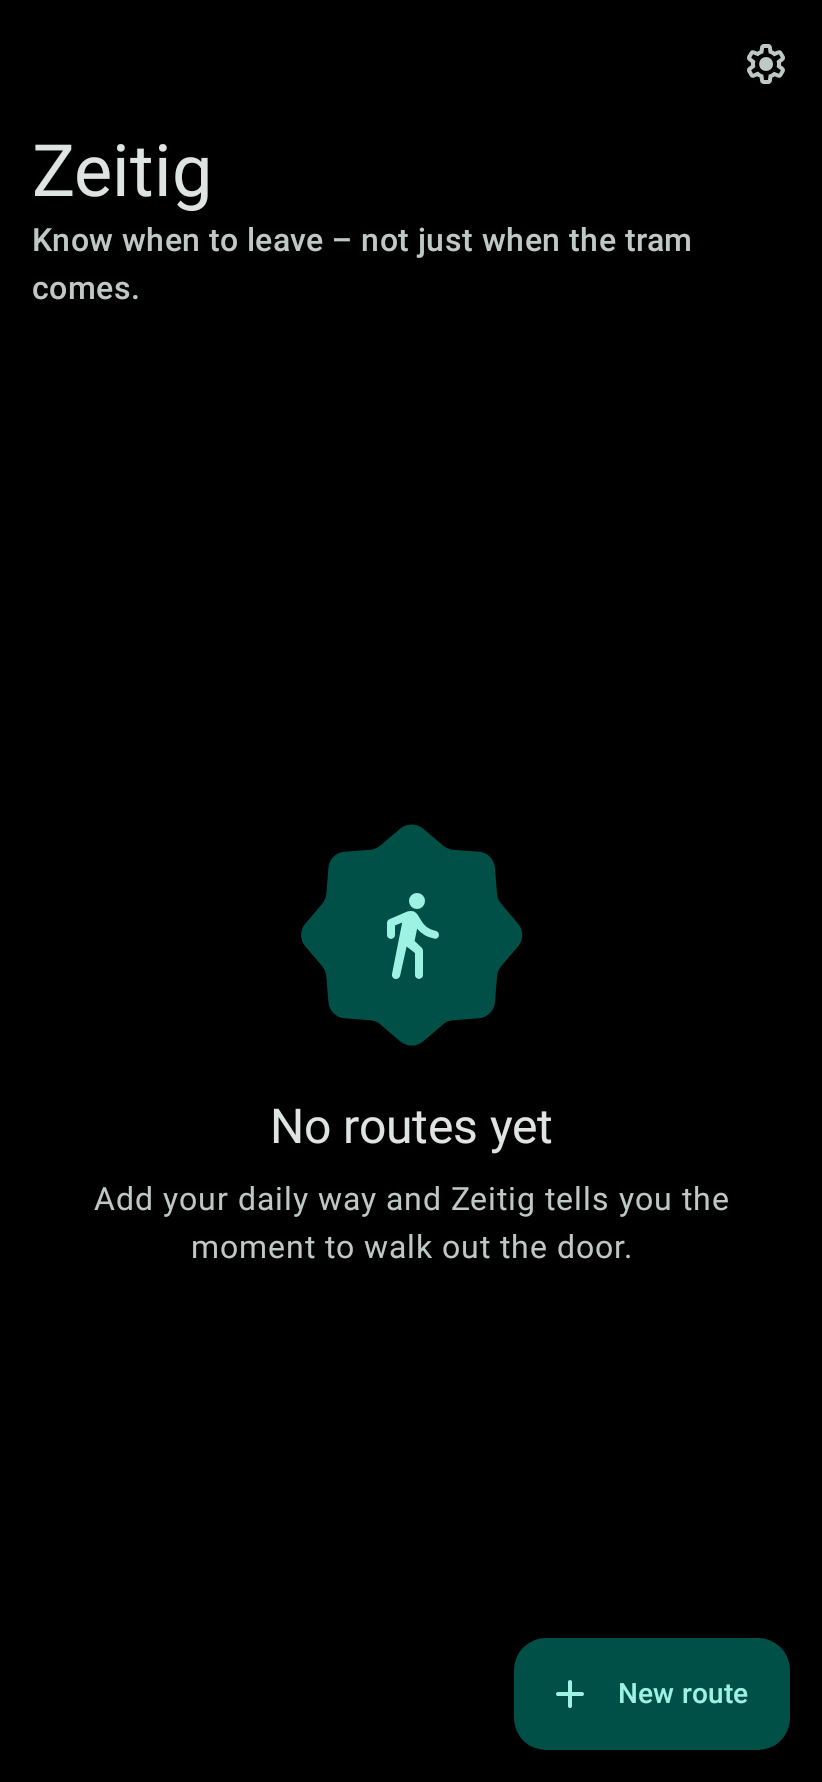 Zeitig
Know when to leave – not just when the tram
comes.
No routes yet
Add your daily way and Zeitig tells you the
moment to walk out the door.
New route